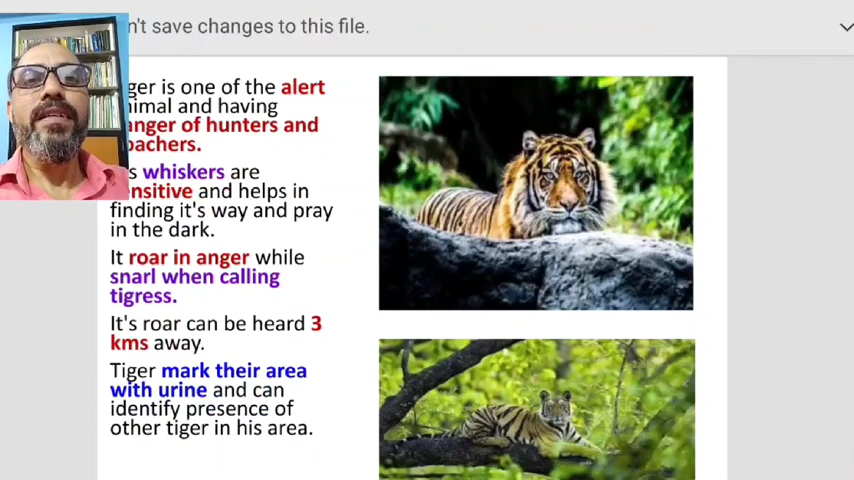 n't save changes to this file.
ger is one of the alert
nimal and having
anger of hunters and
oachers.
s whiskers are
ensitive and helps in
finding it's way and pray
in the dark.
It roar in anger while
snarl when calling
tigress.
It's roar can be heard 3
kms away.
Tiger mark their area
with urine and can
identify presence of
other tiger in his area.